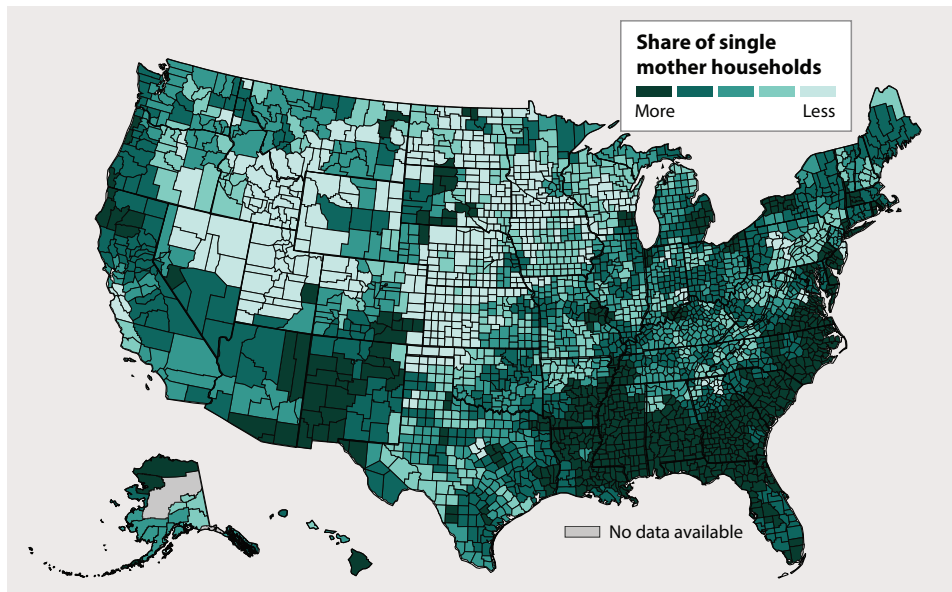 Share of single
mother households
More Less
No data available